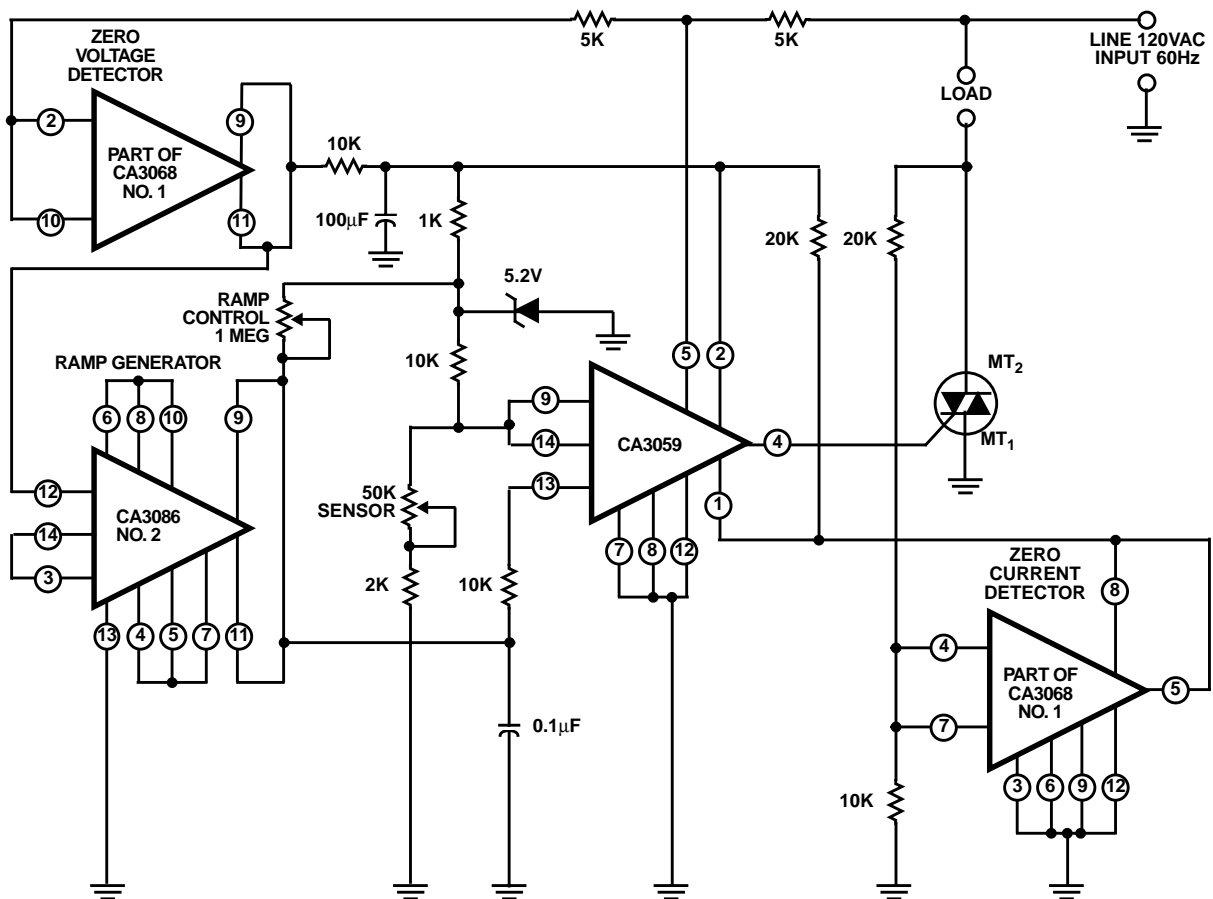 5K
5K
LINE 120VAC
INPUT 60Hz
ZERO
VOLTAGE
DETECTOR
LOAD
2
9
PART OF
CA3068
NO. 1
10
11
10K
100μF
1K
20K
20K
5.2V
RAMP
CONTROL
1 MEG
10K
5
2
MT2
RAMP GENERATOR
6
8
10
9
9
14
13
CA3059
4
MT1
12
14
3
CA3086
NO. 2
50K
SENSOR
1
7
8
12
ZERO
CURRENT
DETECTOR
8
2K
10K
13
4
5
7
11
4
7
PART OF
CA3068
NO. 1
5
0.1μF
10K
3
6
9
12